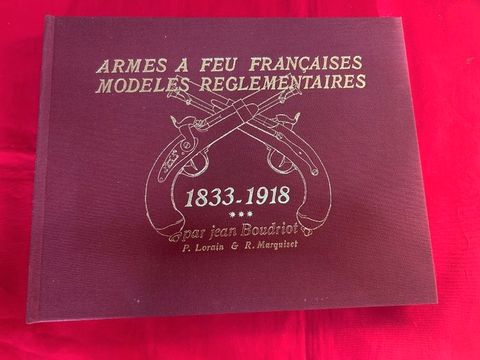 ARMES A FEU FRANÇAISES
MODELES REGLEMENTAIRES
1833-1918
***
par jean Boudriot
P. Lorain & R. Marquiset